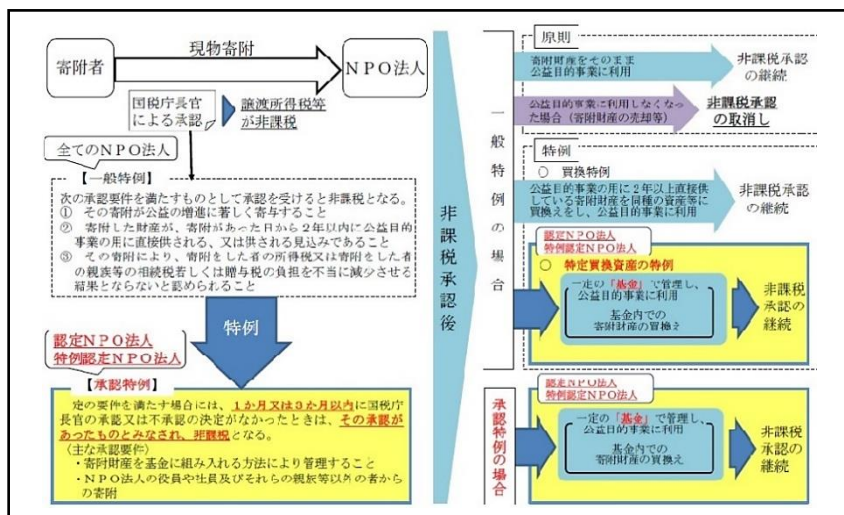 現物寄附
寄附者
NPO法人
国税庁長官
による承認
譲渡所得税等
が非課税
全てのNPO法人
【一般特例】
次の承認要件を満たすものとして承認を受けると非課税となる。
① その寄附が公益の増進に著しく寄与すること
② 寄附した財産が、寄附があった日から2年以内に公益目的
事業の用に直接供される、又は供される見込みであること
③ その寄附により、寄附をした者の所得税又は寄附をした者
の親族等の相続税若しくは贈与税の負担を不当に減少させる
結果とならないと認められること
特例
認定NPO法人
特例認定NPO法人
【承認特例】
定の要件を満たす場合には、1か月又は3か月以内に国税庁
長官の承認又は不承認の決定がなかったときは、その承認が
あったものとみなされ、非課税となる。
(主な承認要件)
・寄附財産を基金に組み入れる方法により管理すること
・NPO法人の役員や社員及びそれらの親族等以外の者から
の寄附
非課税承認後
一般特例の場合
原則
寄附財産をそのまま
公益目的事業に利用
非課税承認
の継続
公益目的事業に利用しなくなっ
た場合(寄附財産の売却等)
非課税承認
の取消し
特例
○ 買換特例
公益目的事業の用に2年以上直接供
している寄附財産を同種の資産等に
買換えをし、公益目的事業に利用
非課税承認
の継続
認定NPO法人
特例認定NPO法人
○ 特定買換資産の特例
一定の「基金」で管理し、
公益目的事業に利用
基金内での
寄附財産の買換え
非課税
承認の
継続
承認特例の場合
認定NPO法人
特例認定NPO法人
一定の「基金」で管理し、
公益目的事業に利用
基金内での
寄附財産の買換え
非課税
承認の
継続